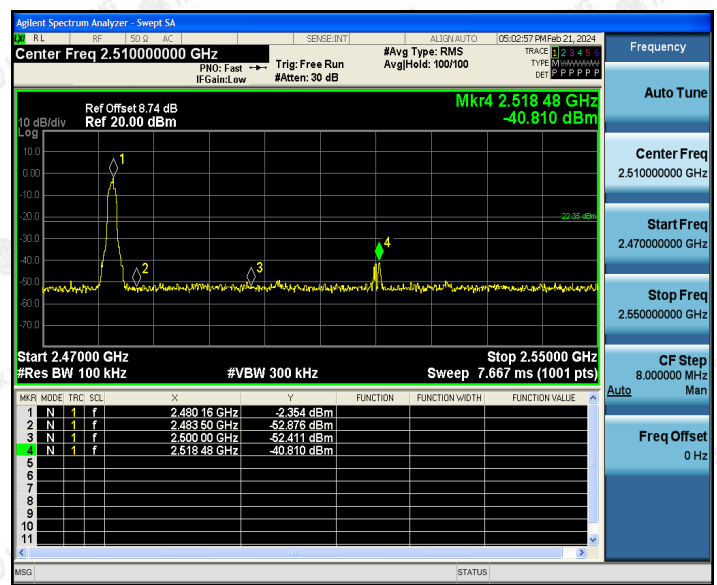 Agilent Spectrum Analyzer - Swept SA
LXI RL RF 50 Ω AC SENSE:INT ALIGN AUTO 05:02:57 PM Feb 21, 2024
Center Freq 2.510000000 GHz
PNO: Fast
IFGain:Low
Trig: Free Run
#Atten: 30 dB
#Avg Type: RMS
Avg|Hold: 100/100
TRACE 1 2 3 4 5 6
TYPE M
DET P P P P P P
Mkr4 2.518 48 GHz
-40.810 dBm
Ref Offset 8.74 dB
10 dB/div Ref 20.00 dBm
Log
10.0
0.00
-10.0
-20.0
-30.0
-40.0
-50.0
-60.0
-70.0
1
2
3
4
-22.35 dBm
Start 2.47000 GHz Stop 2.55000 GHz
#Res BW 100 kHz #VBW 300 kHz Sweep 7.667 ms (1001 pts)
MKR MODE TRC SCL X Y FUNCTION FUNCTION WIDTH FUNCTION VALUE
1 N 1 f 2.480 16 GHz -2.354 dBm
2 N 1 f 2.483 50 GHz -52.876 dBm
3 N 1 f 2.500 00 GHz -52.411 dBm
4 N 1 f 2.518 48 GHz -40.810 dBm
5
6
7
8
9
10
11
MSG STATUS
Frequency
Auto Tune
Center Freq
2.510000000 GHz
Start Freq
2.470000000 GHz
Stop Freq
2.550000000 GHz
CF Step
8.000000 MHz
Auto Man
Freq Offset
0 Hz